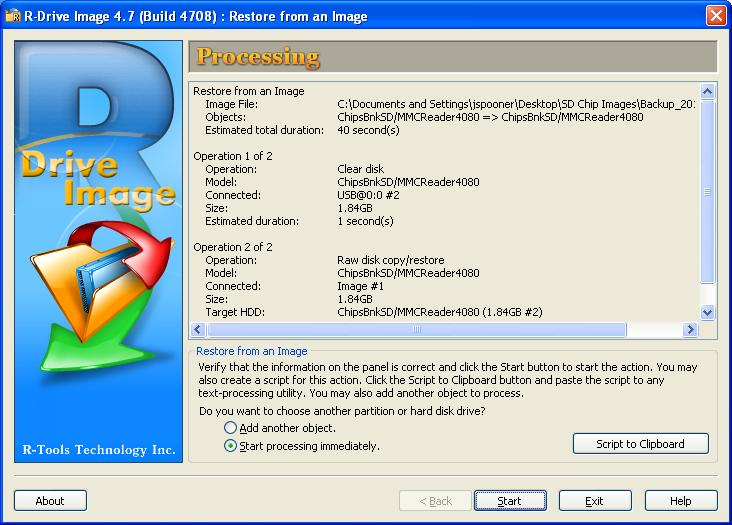 R-Drive Image 4.7 (Build 4708) : Restore from an Image
R
Drive
Image
R-Tools Technology Inc.
Processing
Restore from an Image
Image File: C:\Documents and Settings\jspooner\Desktop\SD Chip Images\Backup_20
Objects: ChipsBnkSD/MMCReader4080 => ChipsBnkSD/MMCReader4080
Estimated total duration: 40 second(s)
Operation 1 of 2
Operation: Clear disk
Model: ChipsBnkSD/MMCReader4080
Connected: USB@0:0 #2
Size: 1.84GB
Estimated duration: 1 second(s)
Operation 2 of 2
Operation: Raw disk copy/restore
Model: ChipsBnkSD/MMCReader4080
Connected: Image #1
Size: 1.84GB
Target HDD: ChipsBnkSD/MMCReader4080 (1.84GB #2)
Restore from an Image
Verify that the information on the panel is correct and click the Start button to start the action. You may
also create a script for this action. Click the Script to Clipboard button and paste the script to any
text-processing utility. You may also add another object to process.
Do you want to choose another partition or hard disk drive?
Add another object.
Start processing immediately.
Script to Clipboard
About
< Back
Start
Exit
Help